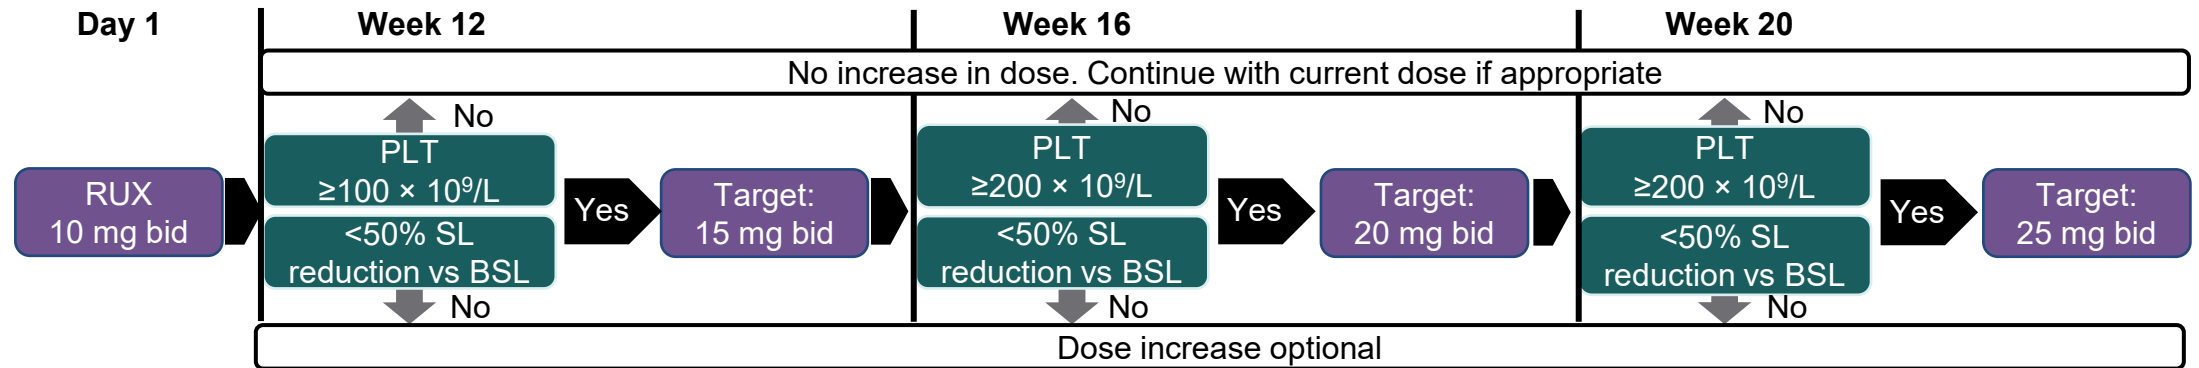 Day 1
Week 12
Week 16
Week 20
No increase in dose. Continue with current dose if appropriate
No
No
No
RUX
10 mg bid
PLT
≥100 × 10⁹/L
<50% SL
reduction vs BSL
Yes
Target:
15 mg bid
PLT
≥200 × 10⁹/L
<50% SL
reduction vs BSL
Yes
Target:
20 mg bid
PLT
≥200 × 10⁹/L
<50% SL
reduction vs BSL
Yes
Target:
25 mg bid
No
No
No
Dose increase optional